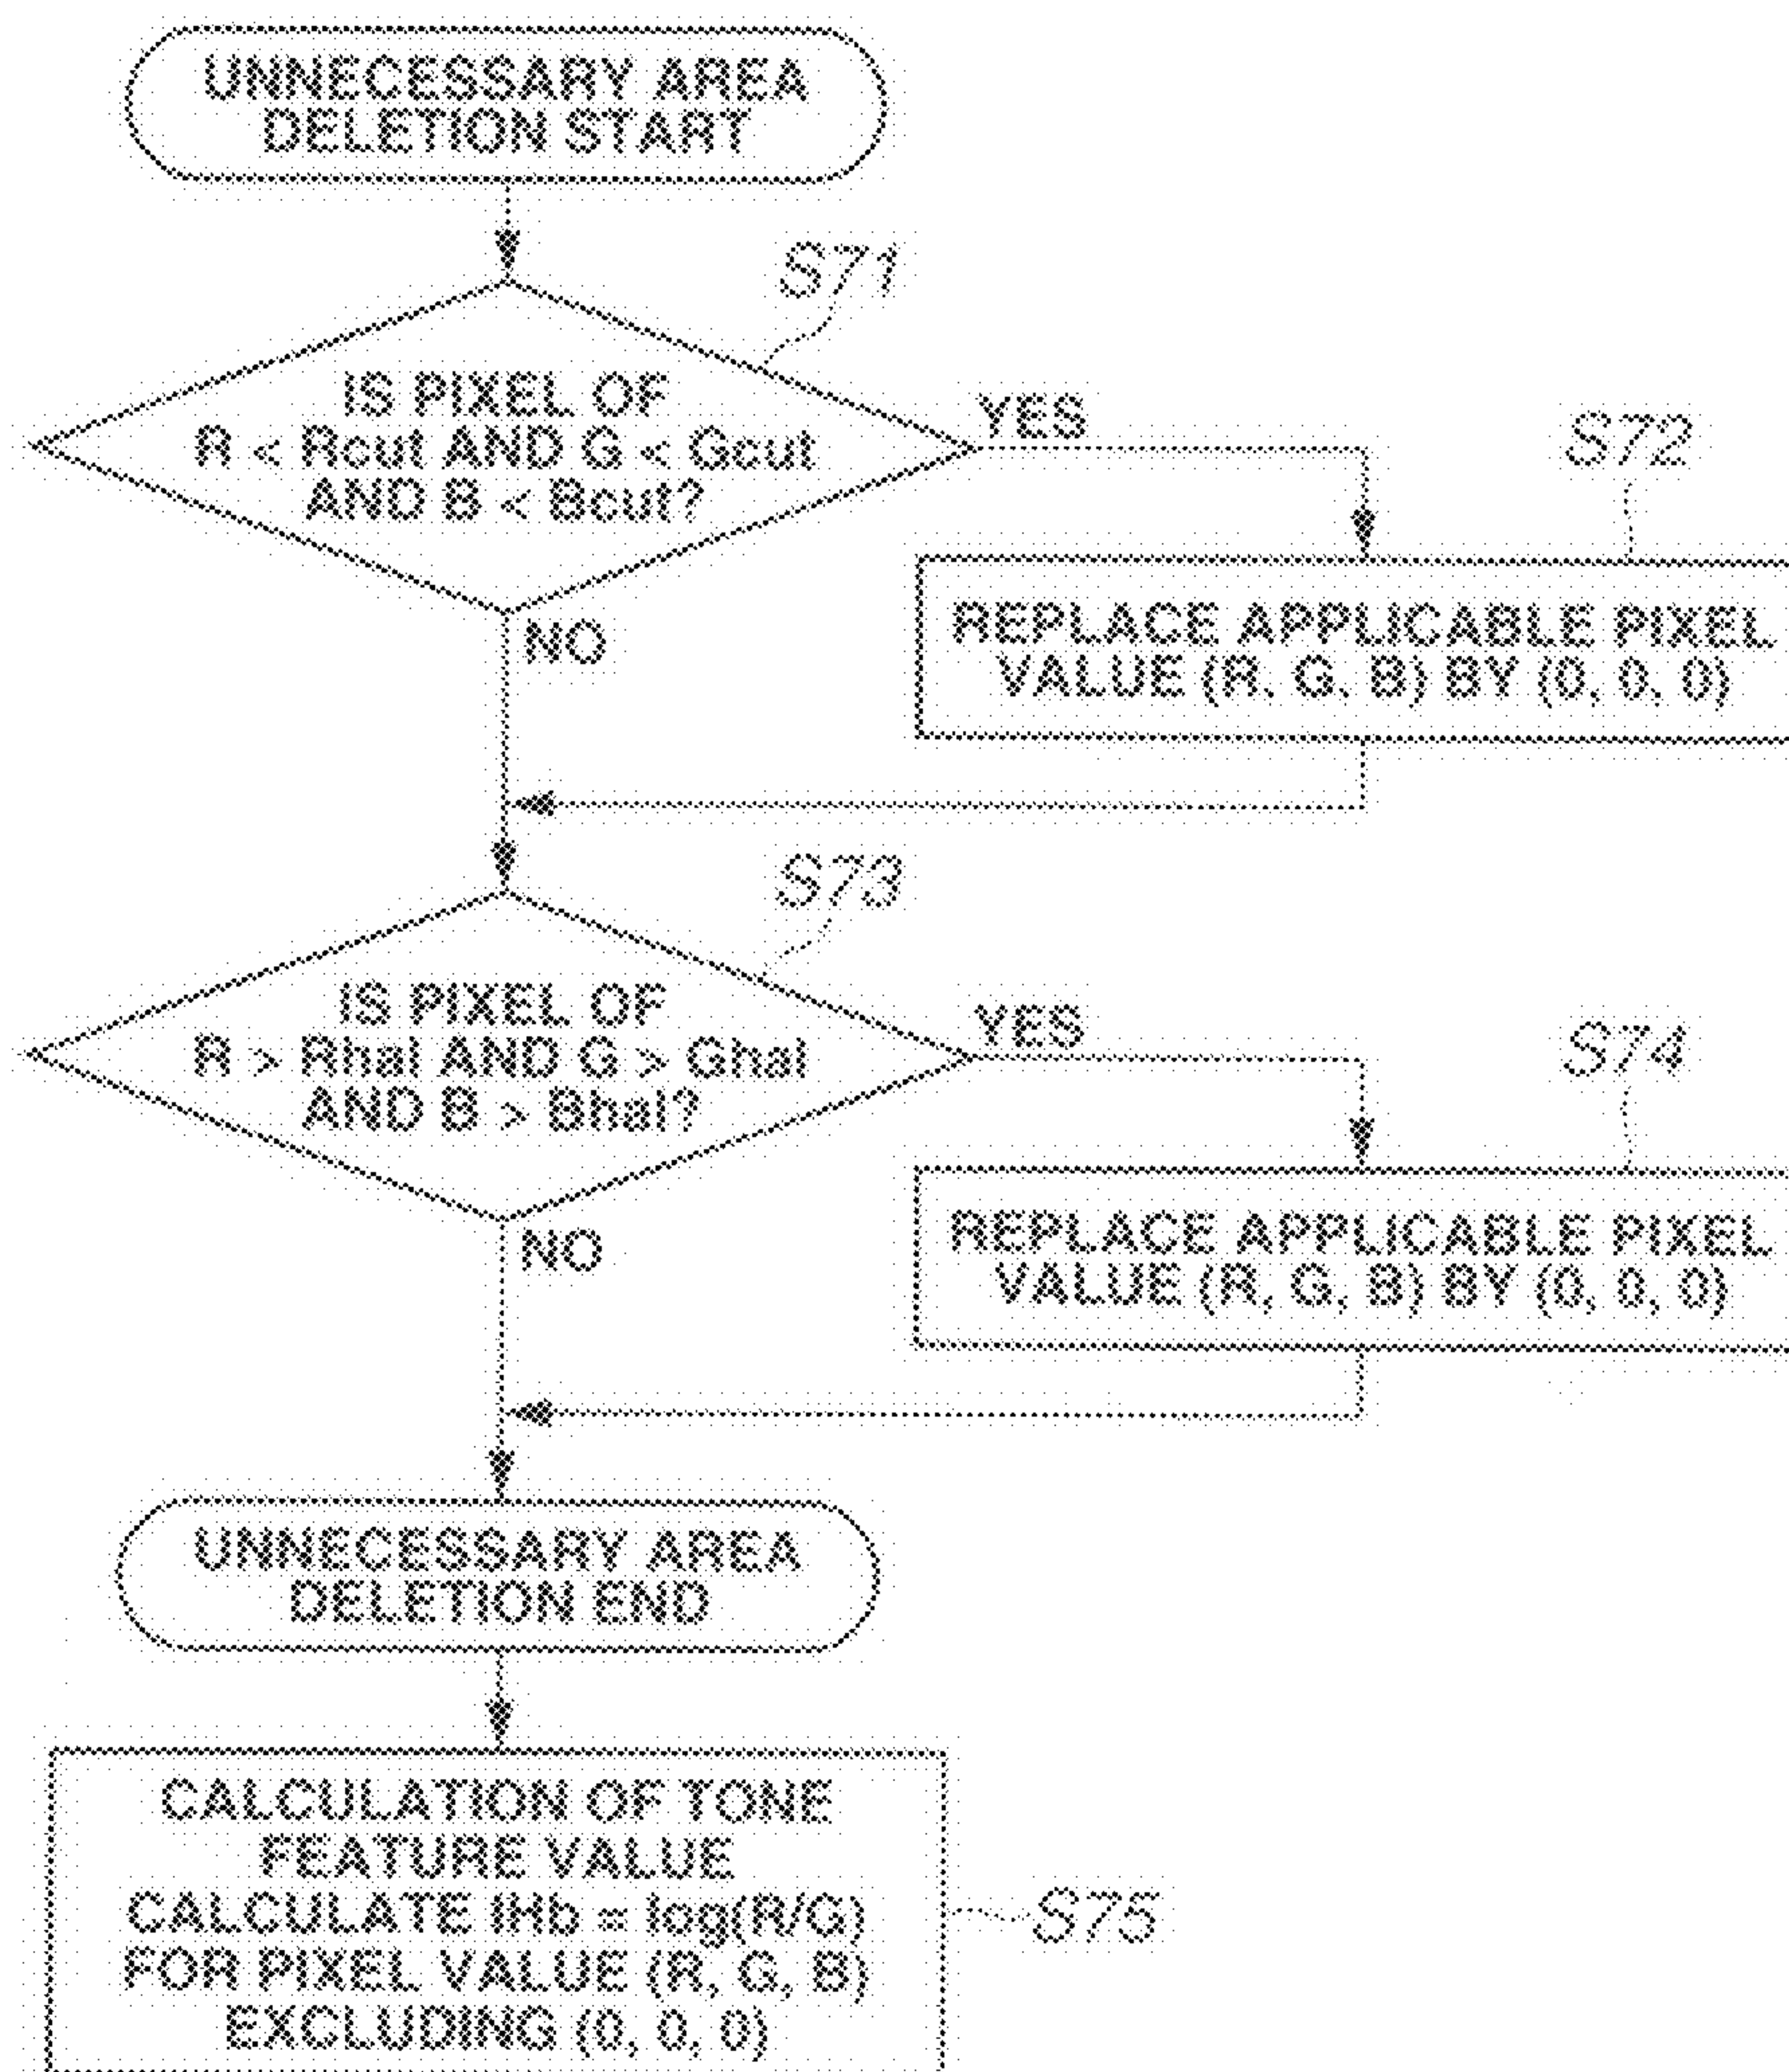 UNNECESSARY AREA
DELETION START
S71
IS PIXEL OF
R < Rcut AND G < Gcut
AND B < Bcut?
YES
S72
REPLACE APPLICABLE PIXEL
VALUE (R, G, B) BY (0, 0, 0)
NO
S73
IS PIXEL OF
R > Rhal AND G > Ghal
AND B > Bhal?
YES
S74
REPLACE APPLICABLE PIXEL
VALUE (R, G, B) BY (0, 0, 0)
NO
UNNECESSARY AREA
DELETION END
CALCULATION OF TONE
FEATURE VALUE
CALCULATE IHb = log(R/G)
FOR PIXEL VALUE (R, G, B)
EXCLUDING (0, 0, 0)
S75